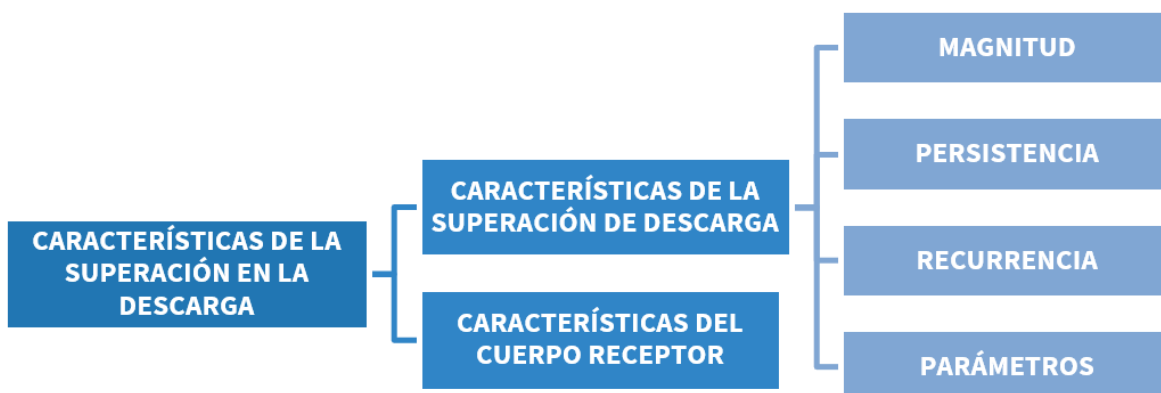 CARACTERÍSTICAS DE LA
SUPERACIÓN EN LA
DESCARGA
CARACTERÍSTICAS DE LA
SUPERACIÓN DE DESCARGA
CARACTERÍSTICAS DEL
CUERPO RECEPTOR
MAGNITUD
PERSISTENCIA
RECURRENCIA
PARÁMETROS